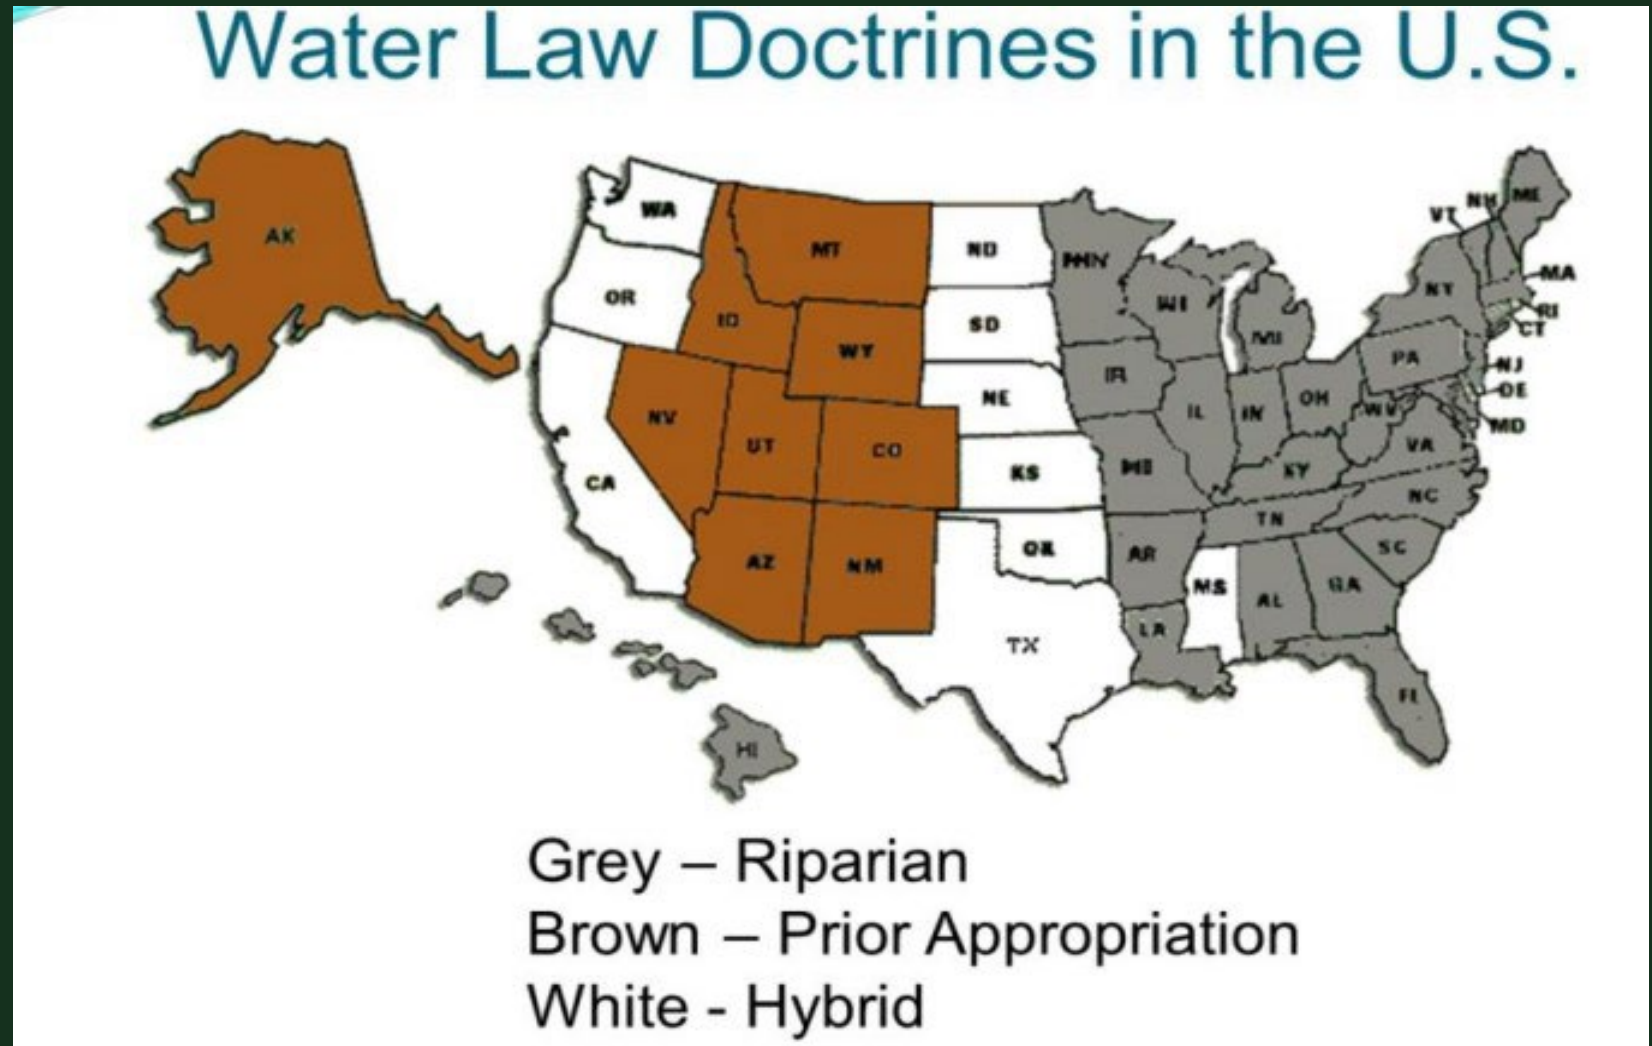 Water Law Doctrines in the U.S.
AK
WA
OR
CA
ID
NV
MT
WY
UT
CO
AZ
NM
ND
SD
NE
KS
OK
TX
WI
MI
IL
IN
OH
KY
TN
AR
LA
MS
AL
GA
FL
SC
NC
VA
WV
PA
NY
VT
NH
ME
MA
RI
CT
NJ
DE
MD
HI
Grey – Riparian
Brown – Prior Appropriation
White - Hybrid